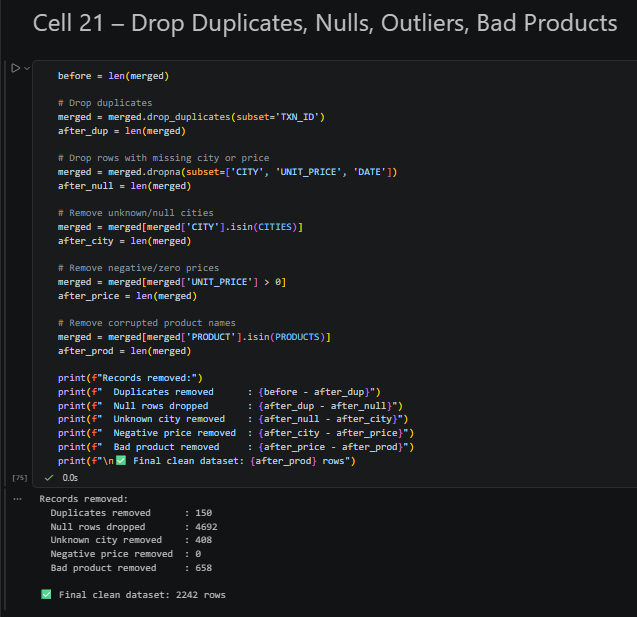 Cell 21 – Drop Duplicates, Nulls, Outliers, Bad Products
before = len(merged)
# Drop duplicates
merged = merged.drop_duplicates(subset='TXN_ID')
after_dup = len(merged)
# Drop rows with missing city or price
merged = merged.dropna(subset=['CITY', 'UNIT_PRICE', 'DATE'])
after_null = len(merged)
# Remove unknown/null cities
merged = merged[merged['CITY'].isin(CITIES)]
after_city = len(merged)
# Remove negative/zero prices
merged = merged[merged['UNIT_PRICE'] > 0]
after_price = len(merged)
# Remove corrupted product names
merged = merged[merged['PRODUCT'].isin(PRODUCTS)]
after_prod = len(merged)
print(f"Records removed:")
print(f"  Duplicates removed     : {before - after_dup}")
print(f"  Null rows dropped      : {after_dup - after_null}")
print(f"  Unknown city removed   : {after_null - after_city}")
print(f"  Negative price removed : {after_city - after_price}")
print(f"  Bad product removed    : {after_price - after_prod}")
print(f"\n✅ Final clean dataset: {after_prod} rows")
[75] ✓ 0.0s
... Records removed:
  Duplicates removed     : 150
  Null rows dropped      : 4692
  Unknown city removed   : 408
  Negative price removed : 0
  Bad product removed    : 658
✅ Final clean dataset: 2242 rows